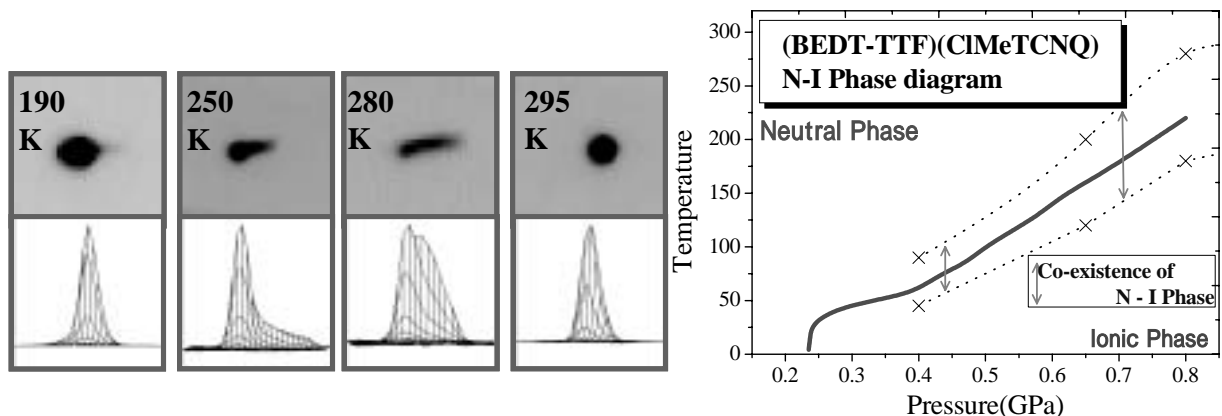 190
K
250
K
280
K
295
K
(BEDT-TTF)(ClMeTCNQ)
N-I Phase diagram
Neutral Phase
Co-existence of
N - I Phase
Ionic Phase
Temperature
300
250
200
150
100
50
0
0.2
0.3
0.4
0.5
0.6
0.7
0.8
Pressure(GPa)